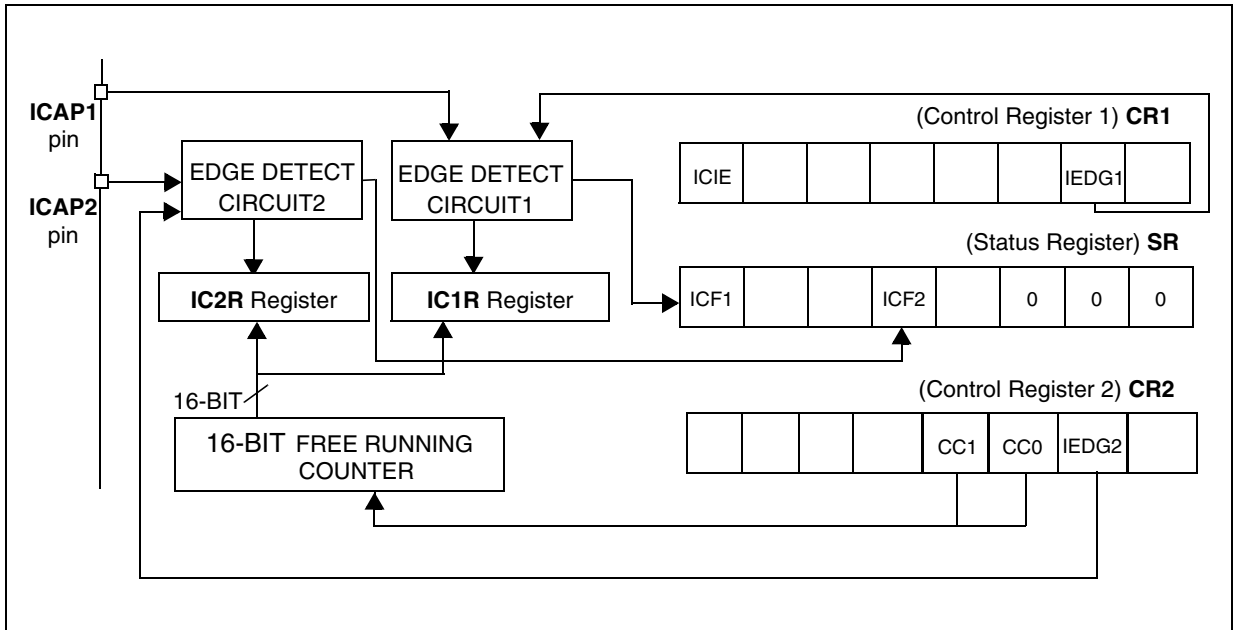 ICAP1
pin
ICAP2
pin
EDGE DETECT
CIRCUIT2
EDGE DETECT
CIRCUIT1
IC2R Register
IC1R Register
16-BIT
16-BIT FREE RUNNING
COUNTER
(Control Register 1) CR1
ICIE IEDG1
(Status Register) SR
ICF1 ICF2 0 0 0
(Control Register 2) CR2
CC1 CC0 IEDG2